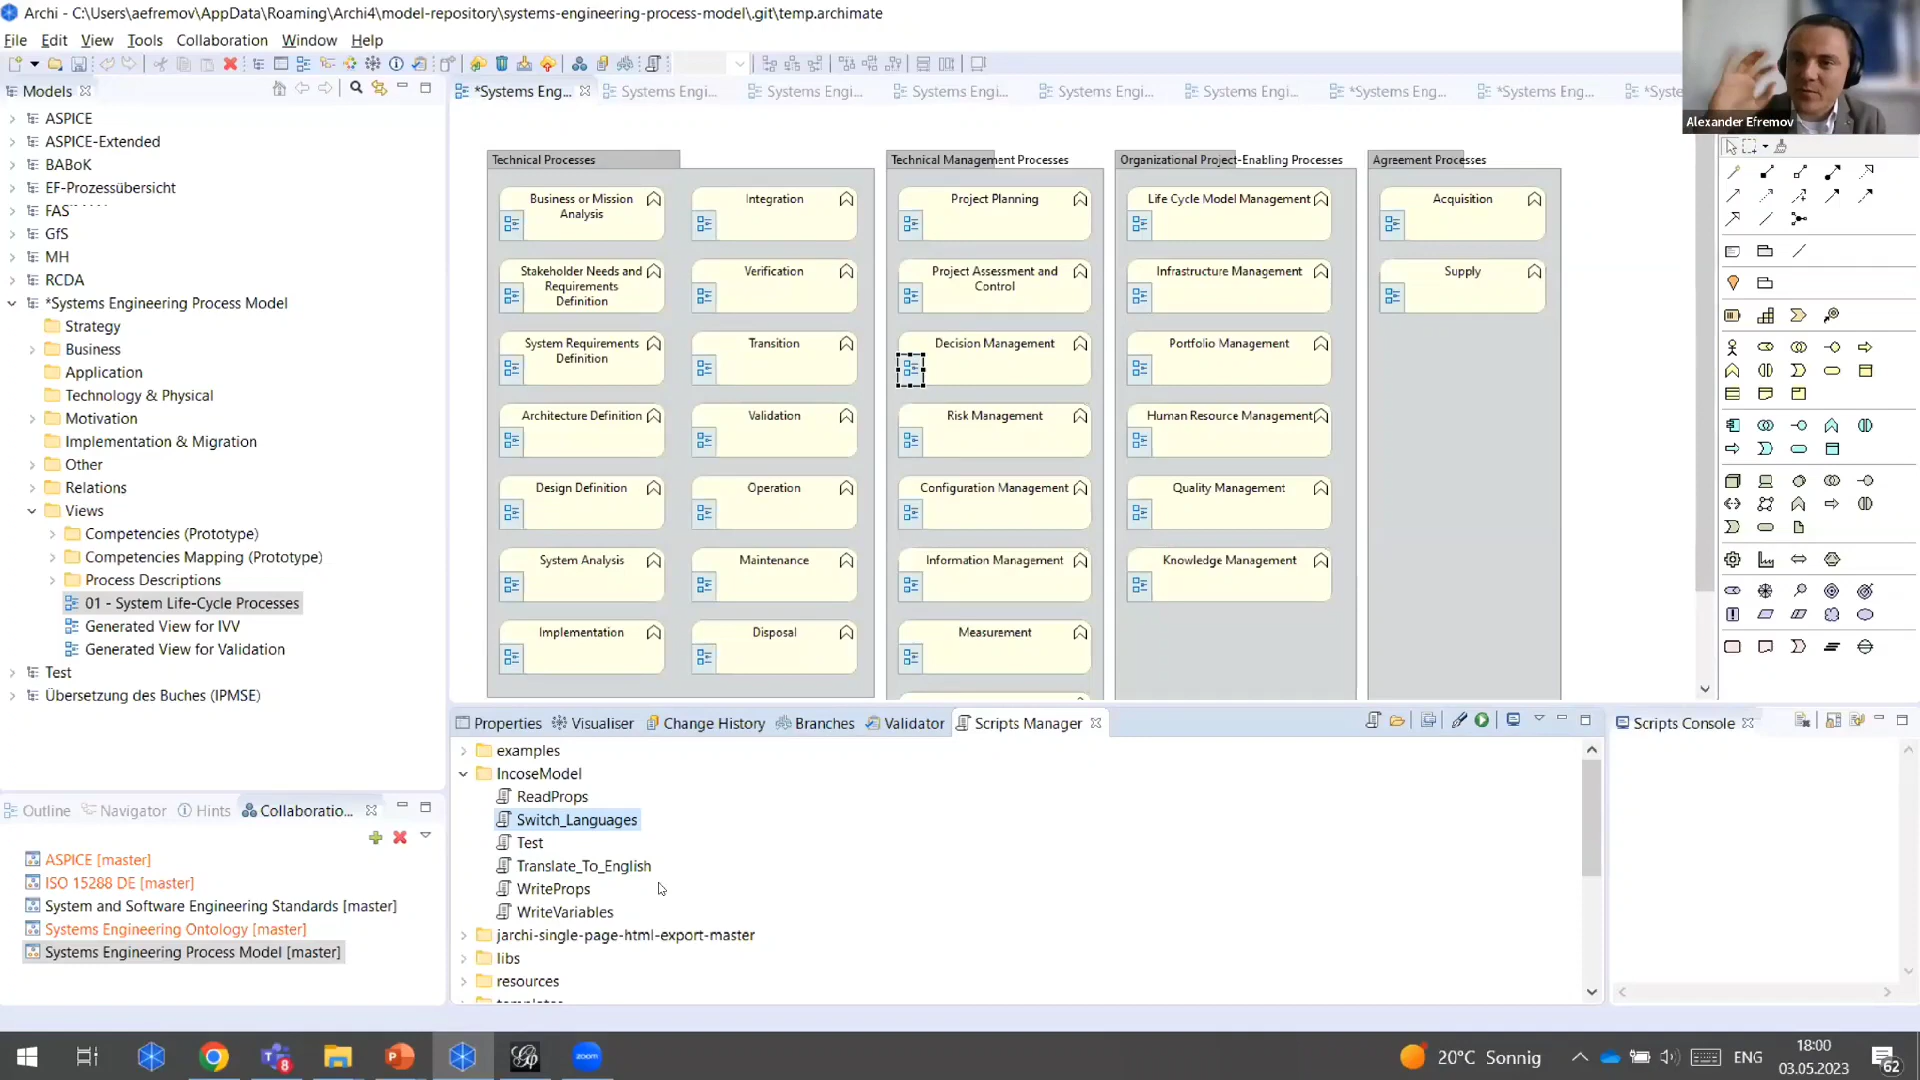 Archi - C:\Users\aefremov\AppData\Roaming\Archi4\model-repository\systems-engineering-process-model\.git\temp.archimate
File Edit View Tools Collaboration Window Help
Alexander Efremov
Models
ASPICE
ASPICE-Extended
BABoK
EF-Prozessübersicht
FAS
GfS
MH
RCDA
*Systems Engineering Process Model
Strategy
Business
Application
Technology & Physical
Motivation
Implementation & Migration
Other
Relations
Views
Competencies (Prototype)
Competencies Mapping (Prototype)
Process Descriptions
01 - System Life-Cycle Processes
Generated View for IVV
Generated View for Validation
Test
Übersetzung des Buches (IPMSE)
Outline Navigator Hints Collaboratio...
ASPICE [master]
ISO 15288 DE [master]
System and Software Engineering Standards [master]
Systems Engineering Ontology [master]
Systems Engineering Process Model [master]
*Systems Eng... Systems Engi... Systems Engi... Systems Engi... Systems Engi... Systems Engi... *Systems Eng... *Systems Eng... *Syste
Technical Processes
Business or Mission
Analysis
Stakeholder Needs and
Requirements
Definition
System Requirements
Definition
Architecture Definition
Design Definition
System Analysis
Implementation
Integration
Verification
Transition
Validation
Operation
Maintenance
Disposal
Technical Management Processes
Project Planning
Project Assessment and
Control
Decision Management
Risk Management
Configuration Management
Information Management
Measurement
Organizational Project-Enabling Processes
Life Cycle Model Management
Infrastructure Management
Portfolio Management
Human Resource Management
Quality Management
Knowledge Management
Agreement Processes
Acquisition
Supply
Properties Visualiser Change History Branches Validator Scripts Manager
examples
IncoseModel
ReadProps
Switch_Languages
Test
Translate_To_English
WriteProps
WriteVariables
jarchi-single-page-html-export-master
libs
resources
Scripts Console
8
zoom
20°C Sonnig
ENG
18:00
03.05.2023
62